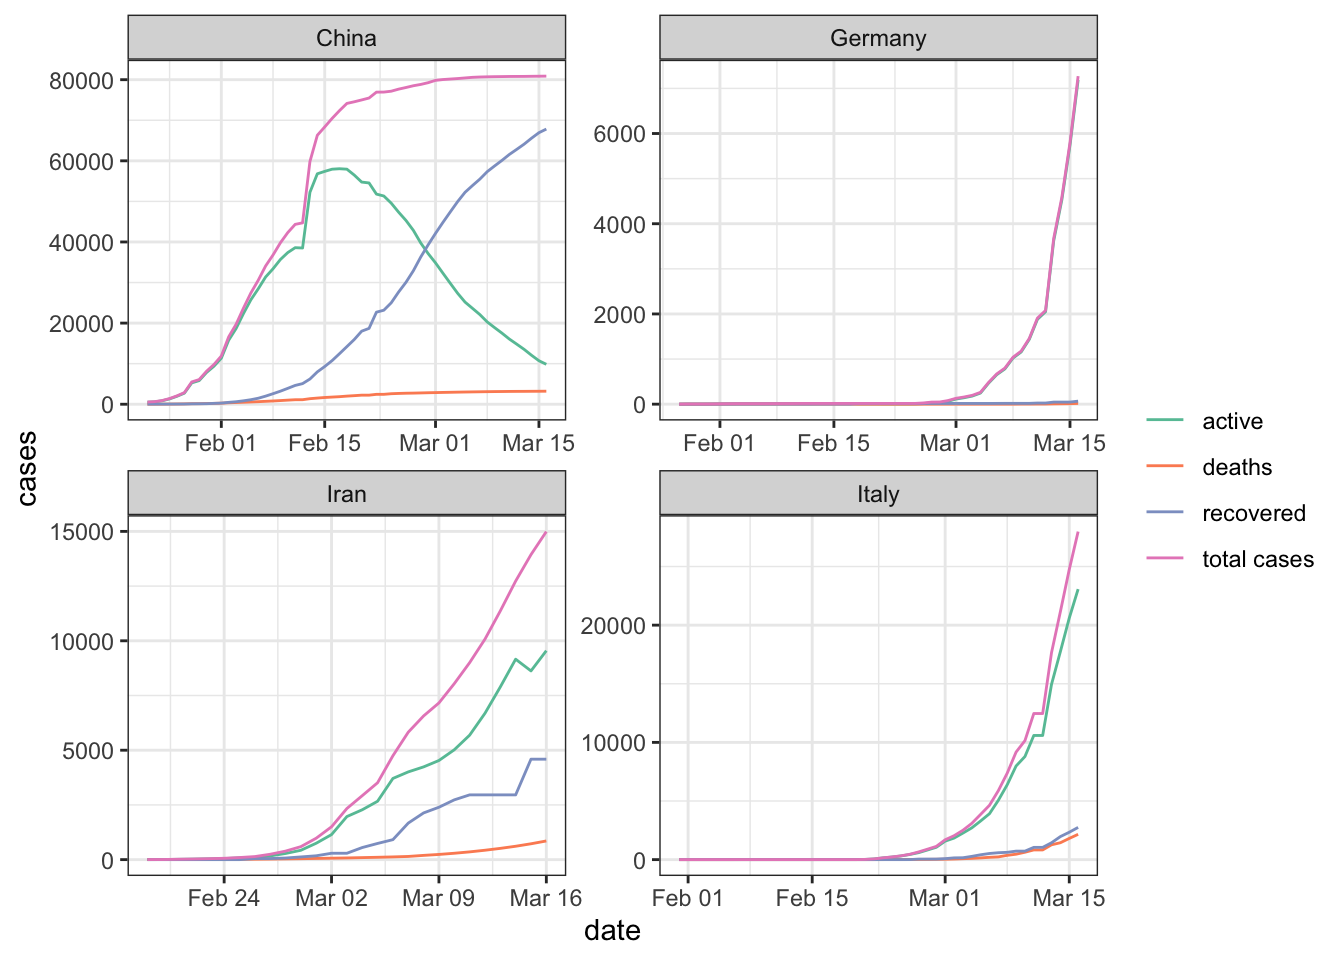 China
Germany
80000
60000
40000
20000
0
Feb 01
Feb 15
Mar 01
Mar 15
6000
4000
2000
0
Feb 01
Feb 15
Mar 01
Mar 15
Iran
Italy
15000
10000
5000
0
Feb 24
Mar 02
Mar 09
Mar 16
20000
10000
0
Feb 01
Feb 15
Mar 01
Mar 15
cases
date
active
deaths
recovered
total cases